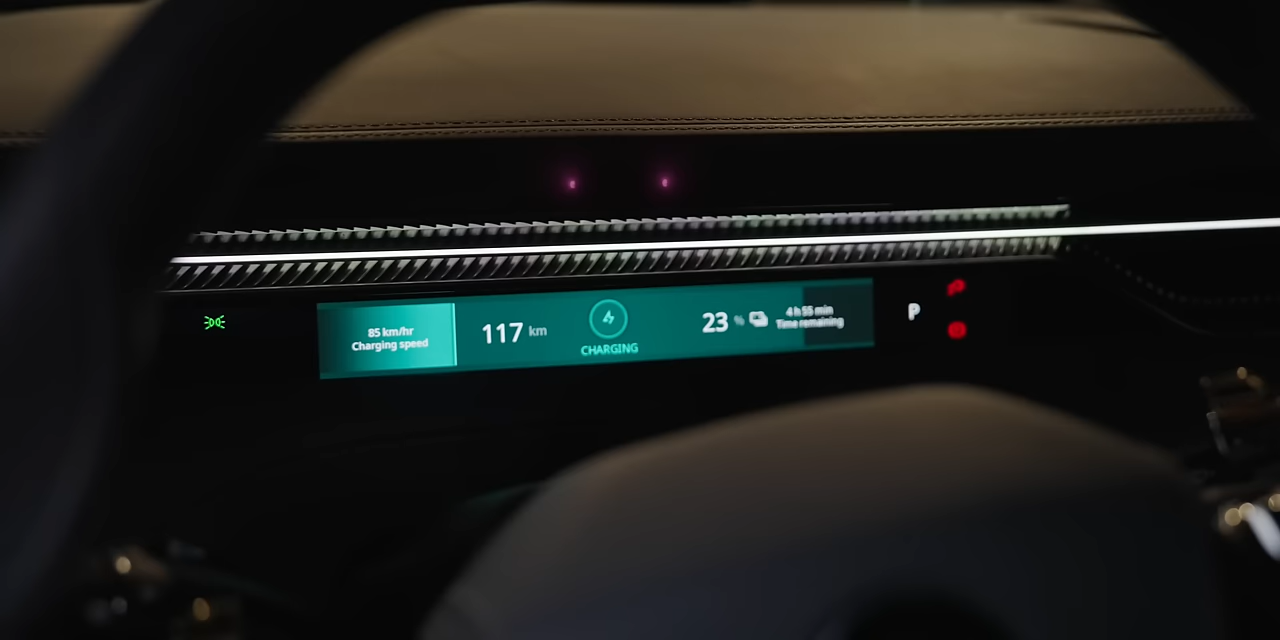 85 km/hr
Charging speed
117 km
CHARGING
23 %
4 h 55 min
Time remaining
P